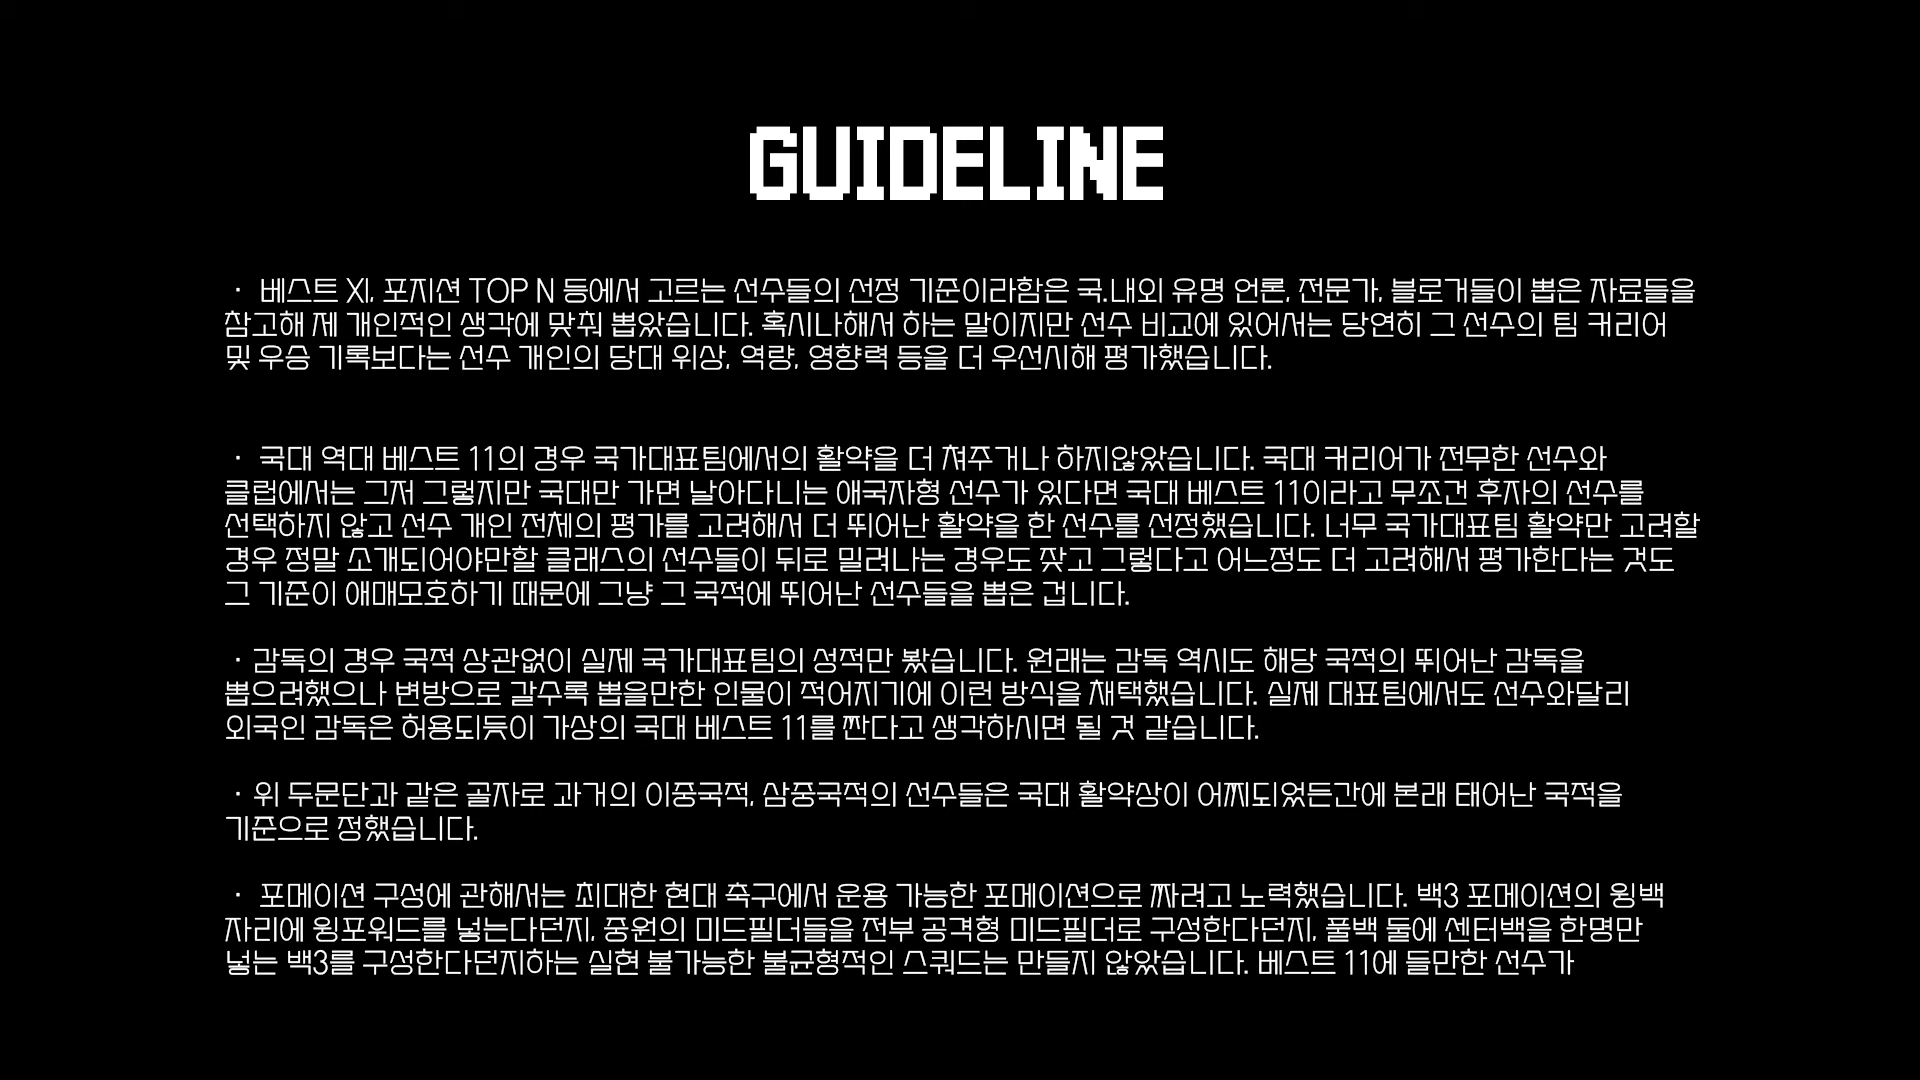 GUIDELINE
· 베스트 XI, 포지션 TOP N 등에서 고르는 선수들의 선정 기준이라함은 국.내외 유명 언론, 전문가, 블로거들이 뽑은 자료들을
참고해 제 개인적인 생각에 맞춰 뽑았습니다. 혹시나해서 하는 말이지만 선수 비교에 있어서는 당연히 그 선수의 팀 커리어
및 우승 기록보다는 선수 개인의 당대 위상, 역량, 영향력 등을 더 우선시해 평가했습니다.
· 국대 역대 베스트 11의 경우 국가대표팀에서의 활약을 더 쳐주거나 하지않았습니다. 국대 커리어가 전무한 선수와
클럽에서는 그저 그렇지만 국대만 가면 날아다니는 애국자형 선수가 있다면 국대 베스트 11이라고 무조건 후자의 선수를
선택하지 않고 선수 개인 전체의 평가를 고려해서 더 뛰어난 활약을 한 선수를 선정했습니다. 너무 국가대표팀 활약만 고려할
경우 정말 소개되어야만할 클래스의 선수들이 뒤로 밀려나는 경우도 잦고 그렇다고 어느정도 더 고려해서 평가한다는 것도
그 기준이 애매모호하기 때문에 그냥 그 국적에 뛰어난 선수들을 뽑은 겁니다.
· 감독의 경우 국적 상관없이 실제 국가대표팀의 성적만 봤습니다. 원래는 감독 역시도 해당 국적의 뛰어난 감독을
뽑으려했으나 변방으로 갈수록 뽑을만한 인물이 적어지기에 이런 방식을 채택했습니다. 실제 대표팀에서도 선수와달리
외국인 감독은 허용되듯이 가상의 국대 베스트 11를 짠다고 생각하시면 될 것 같습니다.
· 위 두문단과 같은 골자로 과거의 이중국적, 삼중국적의 선수들은 국대 활약상이 어찌되었든간에 본래 태어난 국적을
기준으로 정했습니다.
· 포메이션 구성에 관해서는 최대한 현대 축구에서 운용 가능한 포메이션으로 짜려고 노력했습니다. 백3 포메이션의 윙백
자리에 윙포워드를 넣는다던지, 중원의 미드필더들을 전부 공격형 미드필더로 구성한다던지, 풀백 둘에 센터백을 한명만
넣는 백3를 구성한다던지하는 실현 불가능한 불균형적인 스쿼드는 만들지 않았습니다. 베스트 11에 들만한 선수가